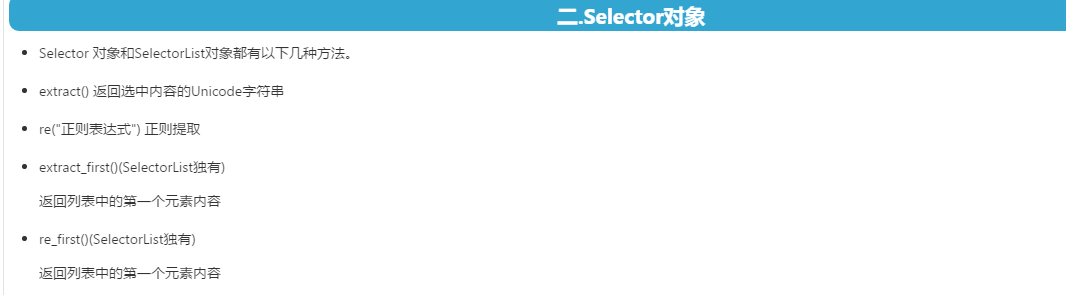 二.Selector对象
Selector 对象和SelectorList对象都有以下几种方法。
extract() 返回选中内容的Unicode字符串
re("正则表达式") 正则提取
extract_first()(SelectorList独有)
返回列表中的第一个元素内容
re_first()(SelectorList独有)
返回列表中的第一个元素内容